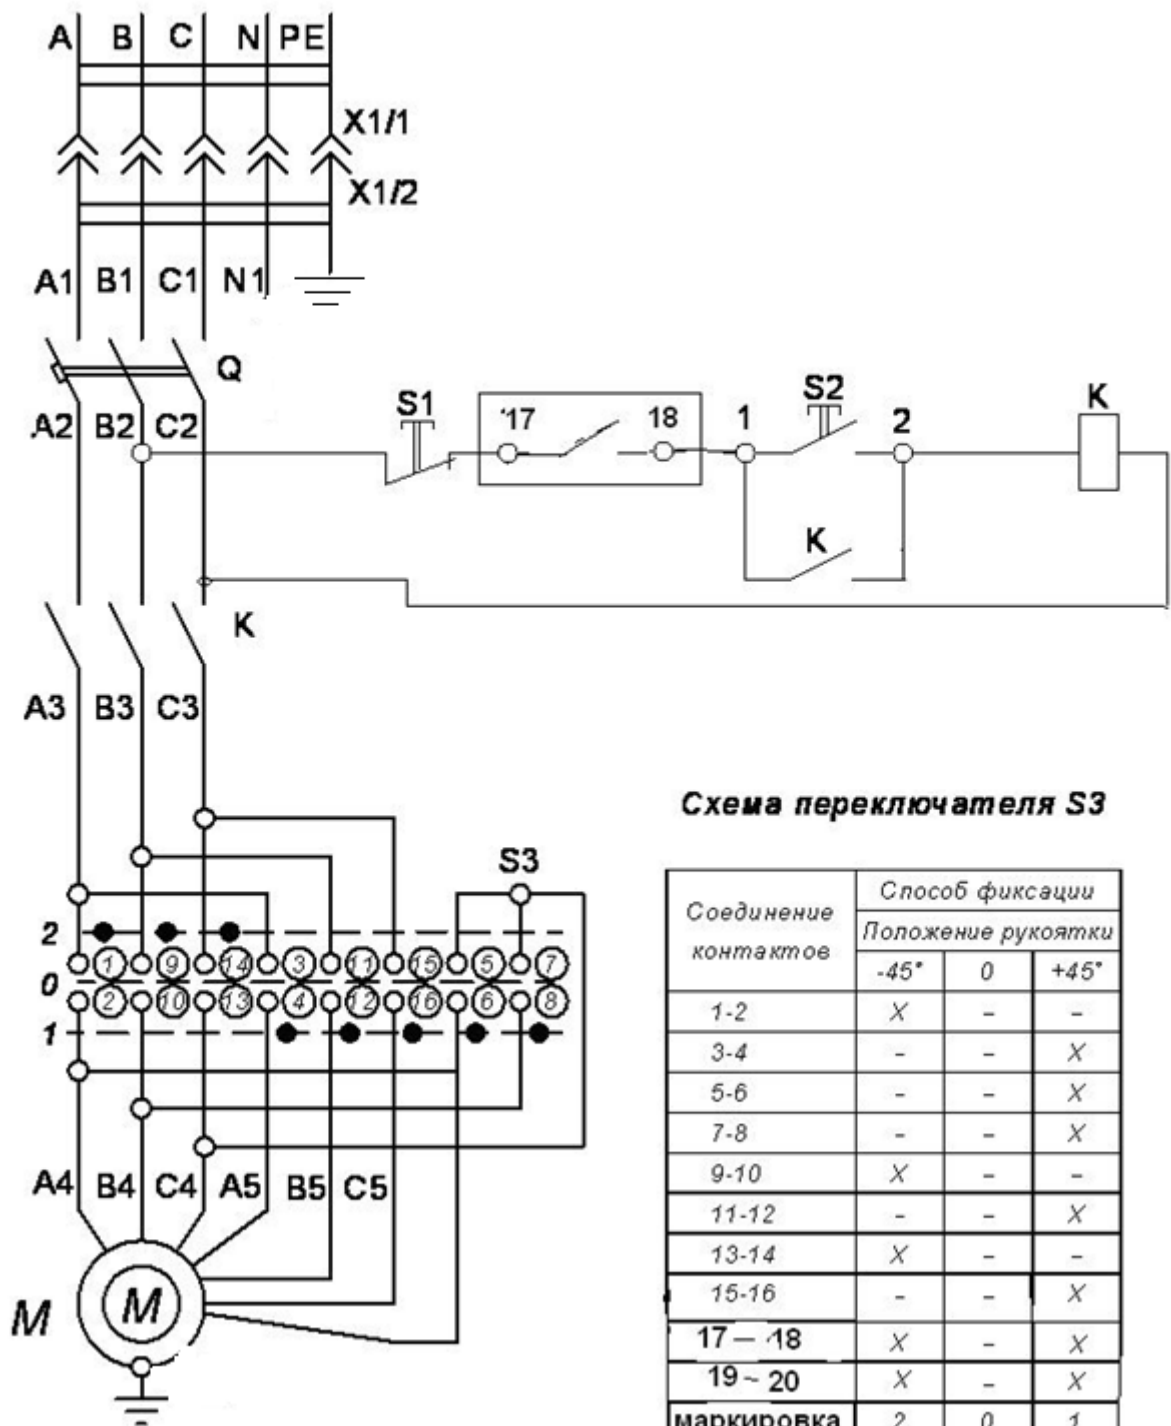 A B C N PE
X1/1
X1/2
A1 B1 C1 N1
Q
A2 B2 C2
S1 17 18 1 S2 2 K
K
K
A3 B3 C3
Схема переключателя S3
S3
2
1 9 14 3 11 15 5 7
0
2 10 13 4 12 16 6 8
1
A4 B4 C4 A5 B5 C5
M M
Соединение контактов
Способ фиксации
Положение рукоятки
-45° 0 +45°
1-2 X – –
3-4 – – X
5-6 – – X
7-8 – – X
9-10 X – –
11-12 – – X
13-14 X – –
15-16 – – X
17 — 18 X – X
19 ~ 20 X – X
маркировка 2 0 1